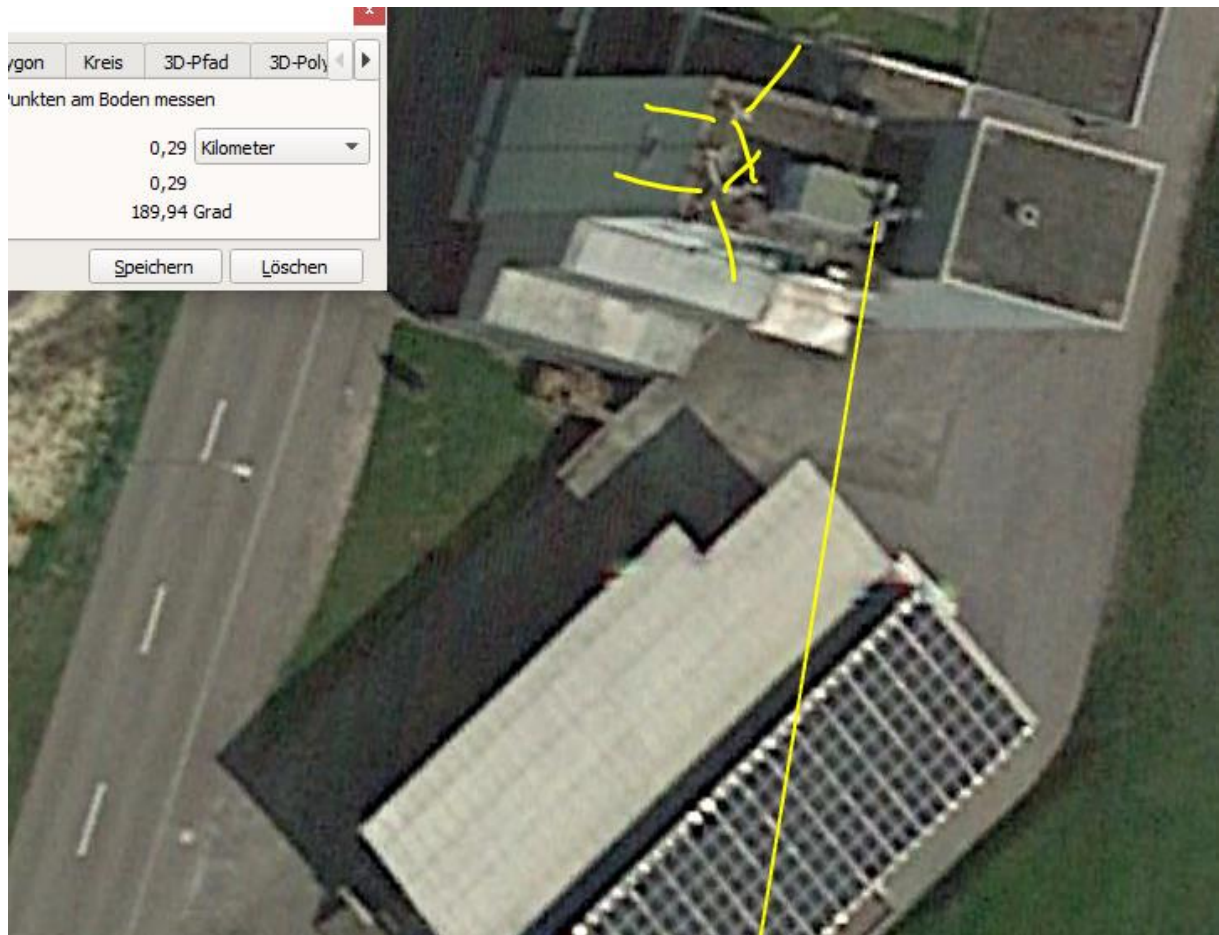 ygon Kreis 3D-Pfad 3D-Poly
Punkten am Boden messen
0,29 Kilometer
0,29
189,94 Grad
Speichern Löschen